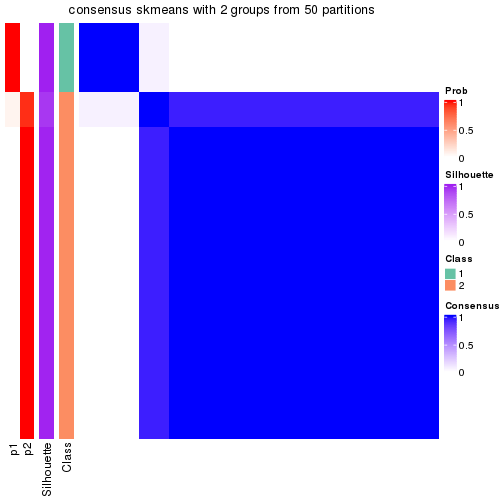 consensus skmeans with 2 groups from 50 partitions
Prob
1
0.5
0
Silhouette
1
0.5
0
Class
1
2
Consensus
1
0.5
0
p1
p2
Silhouette
Class